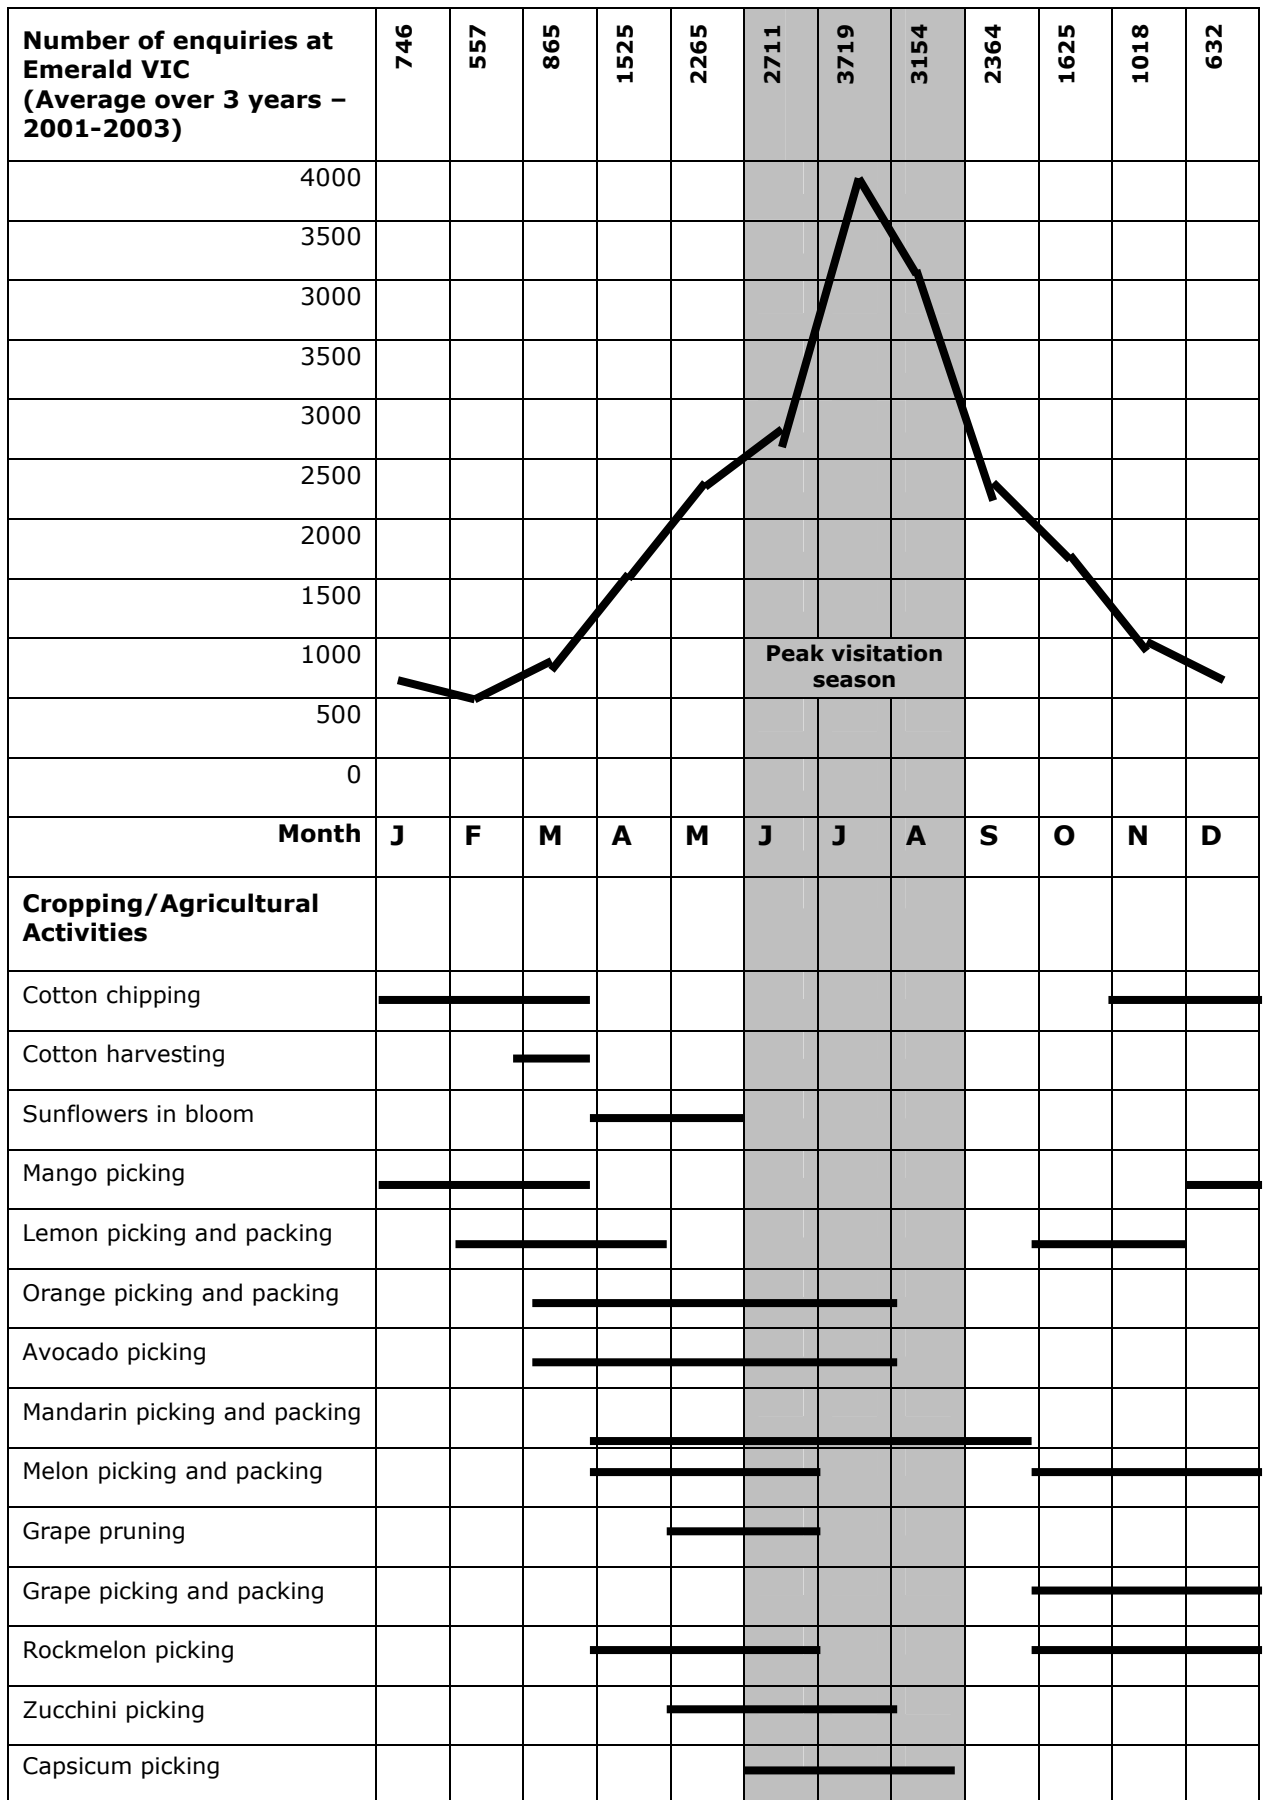 Number of enquiries at
Emerald VIC
(Average over 3 years –
2001-2003)
746 557 865 1525 2265 2711 3719 3154 2364 1625 1018 632
4000
3500
3000
3500
3000
2500
2000
1500
1000
Peak visitation
season
500
0
Month J F M A M J J A S O N D
Cropping/Agricultural
Activities
Cotton chipping
Cotton harvesting
Sunflowers in bloom
Mango picking
Lemon picking and packing
Orange picking and packing
Avocado picking
Mandarin picking and packing
Melon picking and packing
Grape pruning
Grape picking and packing
Rockmelon picking
Zucchini picking
Capsicum picking